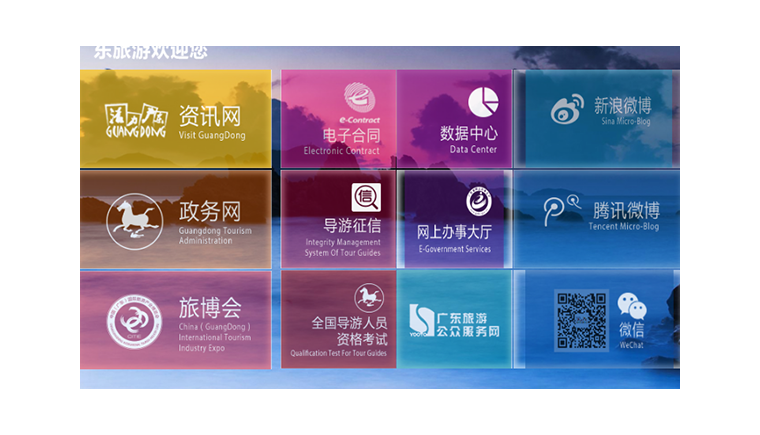 东旅游欢迎您
GUANGDONG
资讯网
Visit GuangDong
e-Contract
电子合同
Electronic Contract
数据中心
Data Center
新浪微博
Sina Micro-Blog
政务网
Guangdong Tourism
Administration
信
导游征信
Integrity Management
System Of Tour Guides
网上办事大厅
E-Government Services
腾讯微博
Tencent Micro-Blog
旅博会
China ( GuangDong )
International Tourism
Industry Expo
全国导游人员
资格考试
Qualification Test For Tour Guides
广东旅游
公众服务网
微信
WeChat